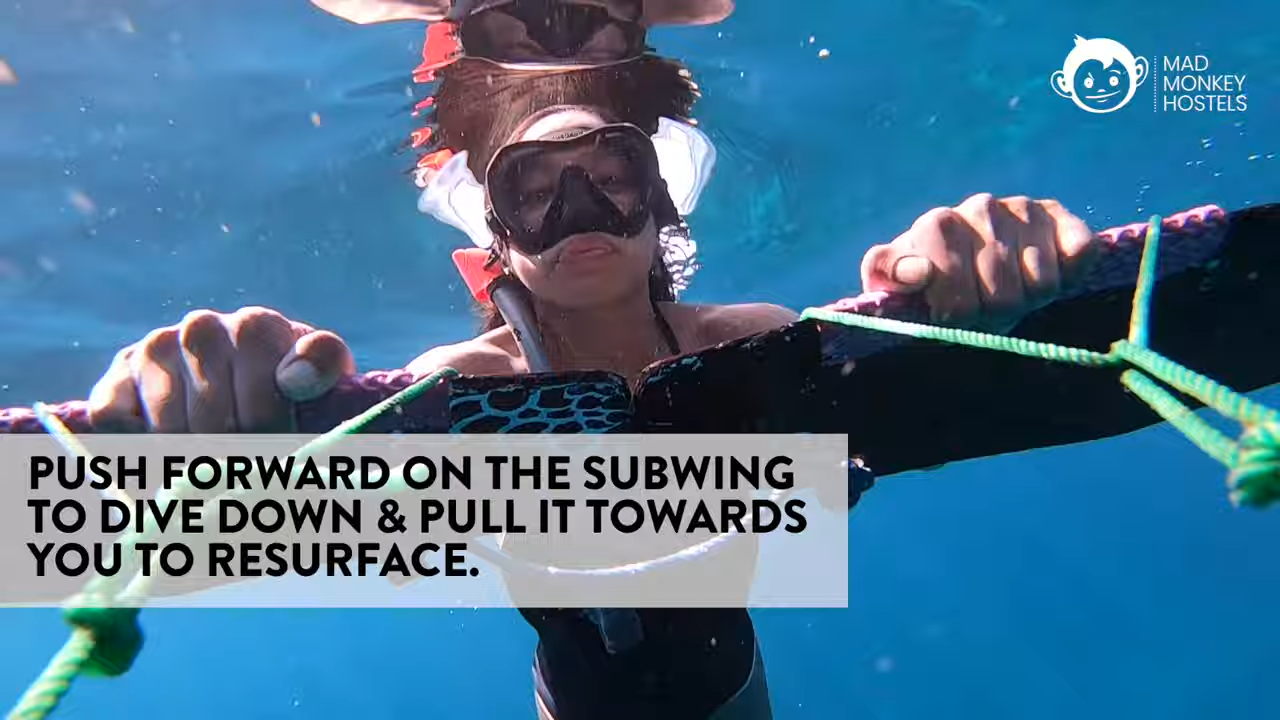 MAD
MONKEY
HOSTELS
PUSH FORWARD ON THE SUBWING
TO DIVE DOWN & PULL IT TOWARDS
YOU TO RESURFACE.